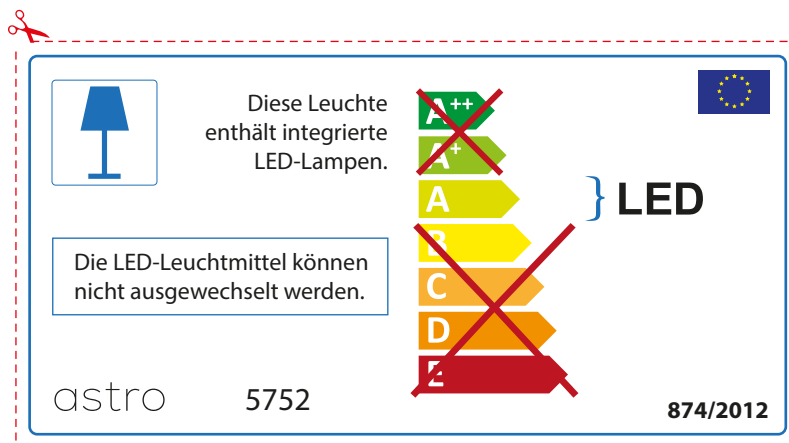 Diese Leuchte
enthält integrierte
LED-Lampen.
Die LED-Leuchtmittel können
nicht ausgewechselt werden.
A++
A+
A
B
C
D
E
} LED
astro 5752
874/2012